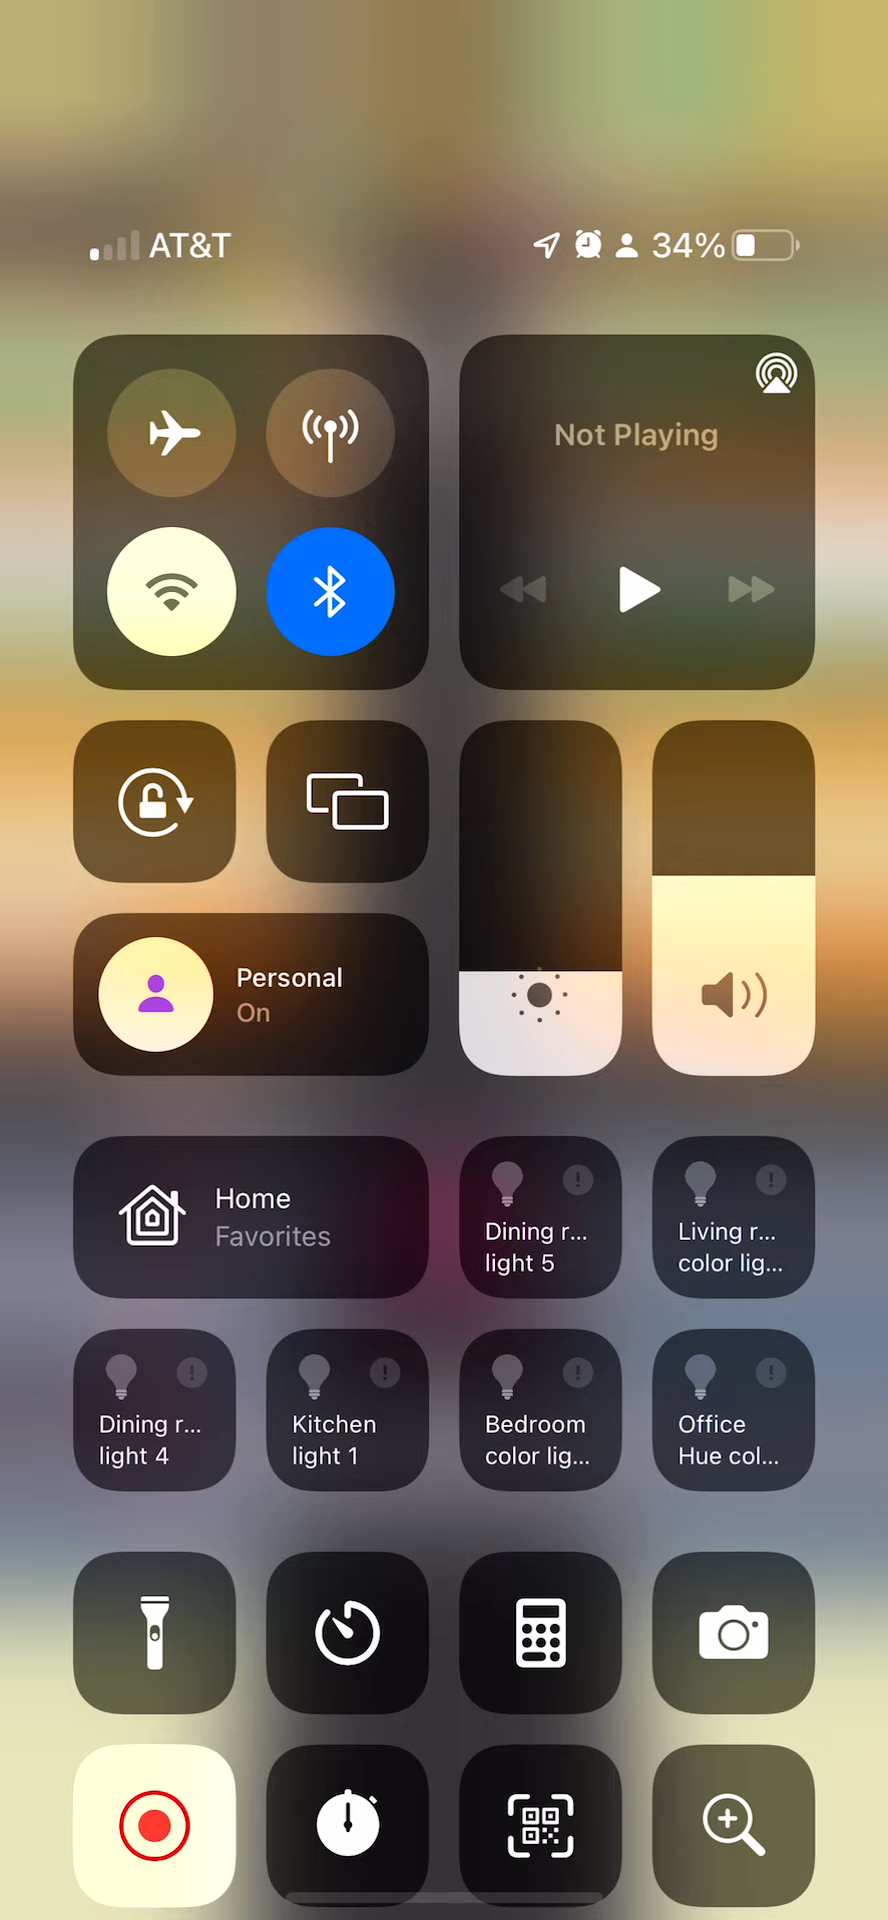 AT&T 34%
Not Playing
Personal
On
Home
Favorites
Dining r...
light 5
Living r...
color lig...
Dining r...
light 4
Kitchen
light 1
Bedroom
color lig...
Office
Hue col...